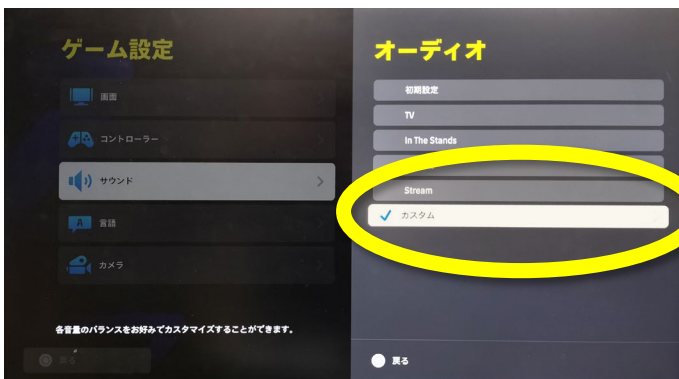 ゲーム設定
画面
コントローラー
サウンド
言語
カメラ
各音量のバランスをお好みでカスタマイズすることができます。
戻る
オーディオ
初期設定
TV
In The Stands
Stream
カスタム
戻る